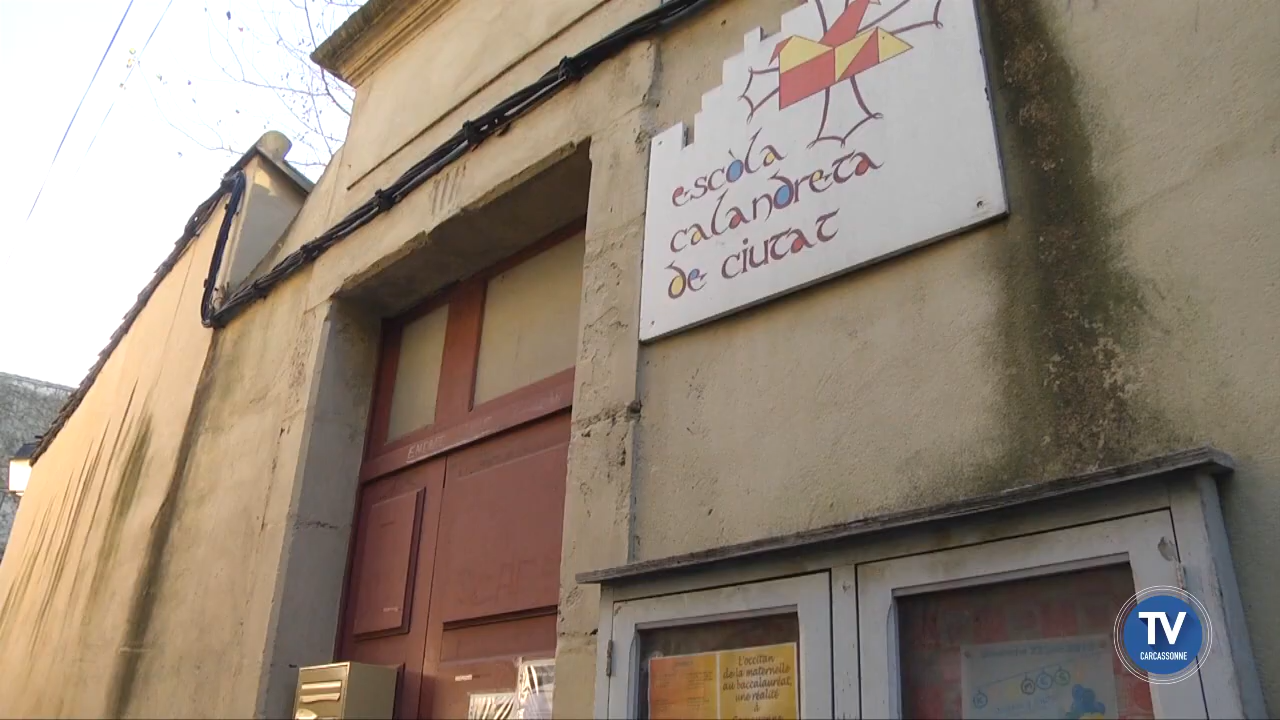 escòla
calandreta
de ciutat
L'occitan
de la maternelle
au baccalauréat,
une réalité
à
TV
CARCASSONNE